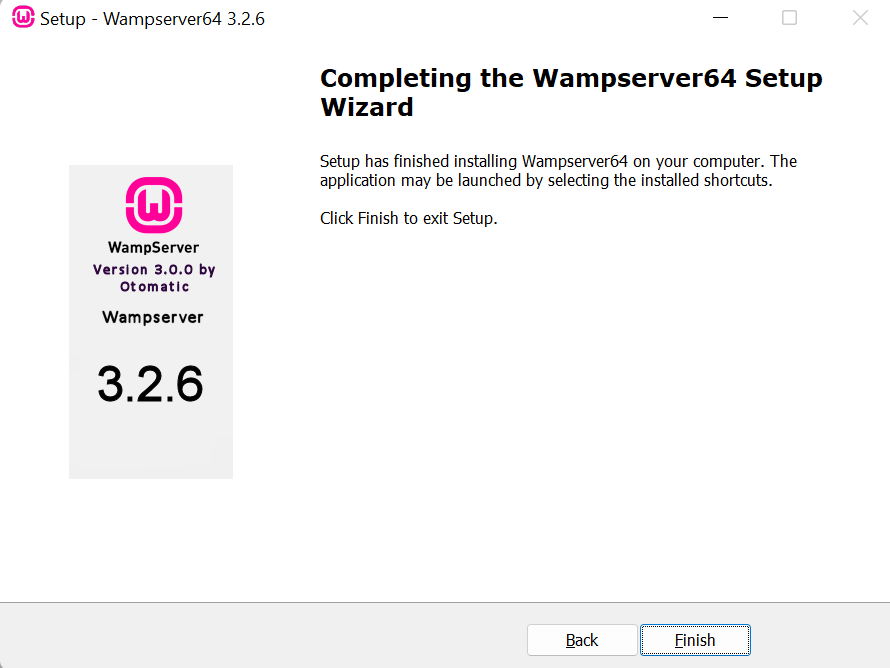 Setup - Wampserver64 3.2.6
Completing the Wampserver64 Setup
Wizard
Setup has finished installing Wampserver64 on your computer. The
application may be launched by selecting the installed shortcuts.
Click Finish to exit Setup.
WampServer
Version 3.0.0 by
Otomatic
Wampserver
3.2.6
Back
Finish